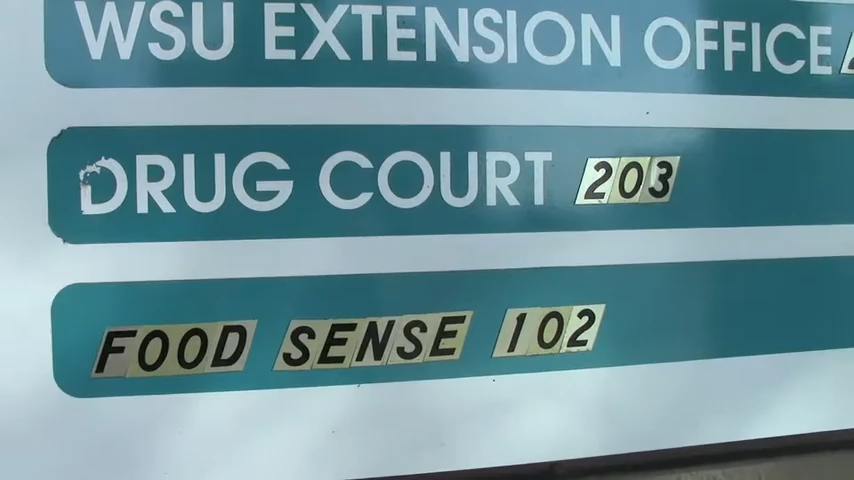 WSU EXTENSION OFFICE
DRUG COURT 203
FOOD SENSE 102